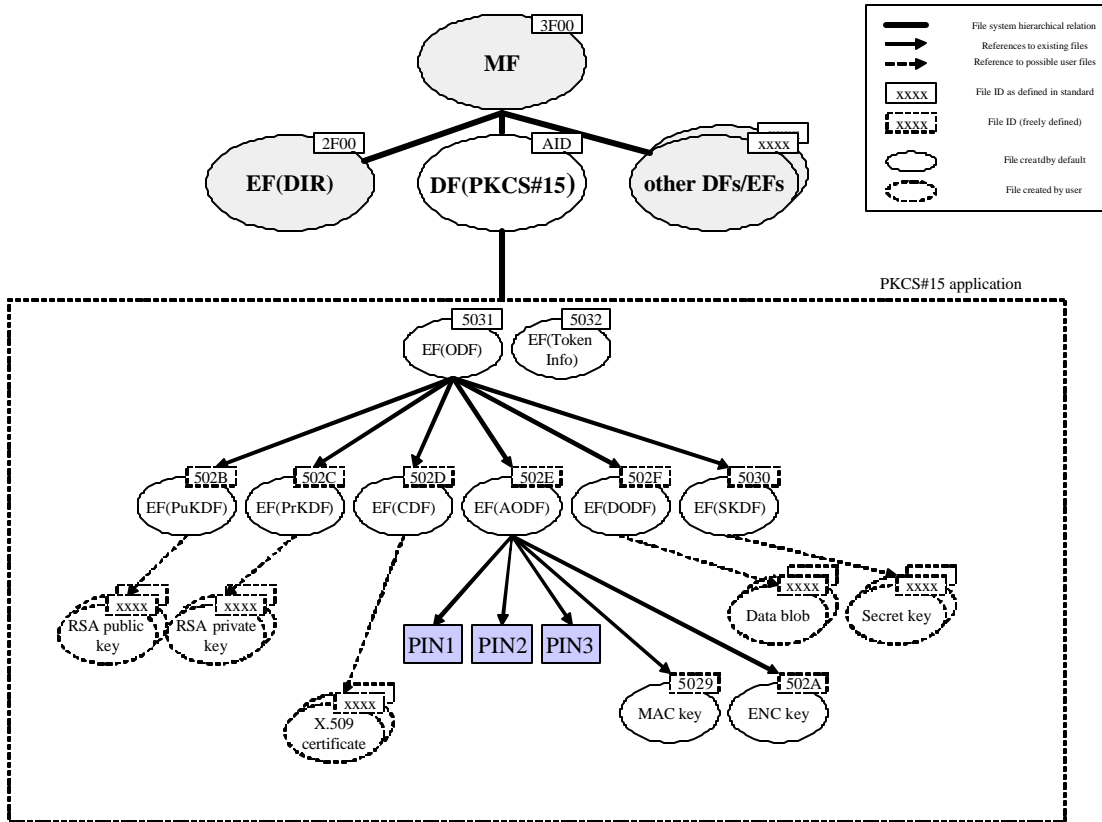 3F00
MF
File system hierarchical relation
References to existing files
Reference to possible user files
xxxx
File ID as defined in standard
xxxx
File ID (freely defined)
File creatdby default
File created by user
2F00
EF(DIR)
AID
DF(PKCS#15)
xxxx
other DFs/EFs
PKCS#15 application
5031
EF(ODF)
5032
EF(Token
Info)
502B
EF(PuKDF)
502C
EF(PrKDF)
502D
EF(CDF)
502E
EF(AODF)
502F
EF(DODF)
5030
EF(SKDF)
xxxx
RSA public
key
xxxx
RSA private
key
xxxx
Data blob
xxxx
Secret key
PIN1
PIN2
PIN3
xxxx
X.509
certificate
5029
MAC key
502A
ENC key